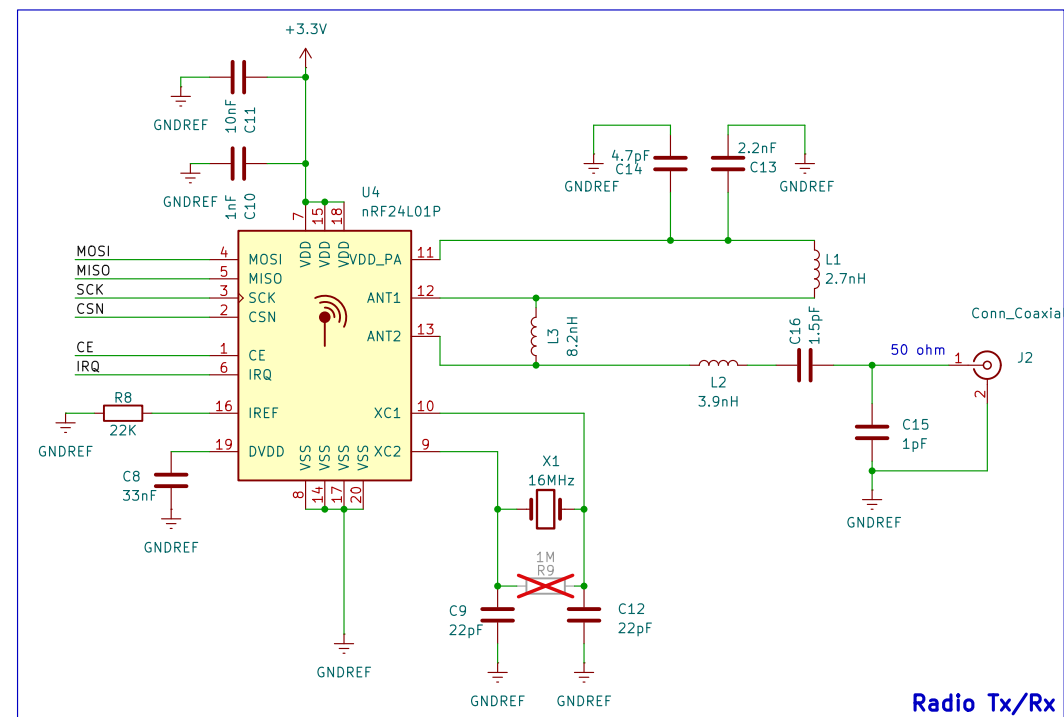 +3.3V
GNDREF
10nF
C11
GNDREF
1nF
C10
U4
nRF24L01P
7
15
18
VDD
VDD
VDD
VDD_PA
11
MOSI
4
MOSI
MISO
5
MISO
SCK
3
SCK
CSN
2
CSN
CE
1
CE
IRQ
6
IRQ
ANT1
12
ANT2
13
R8
22K
GNDREF
16
IREF
XC1
10
19
DVDD
XC2
9
C8
33nF
GNDREF
VSS
VSS
VSS
VSS
8
14
17
20
GNDREF
4.7pF
C14
GNDREF
2.2nF
C13
GNDREF
L1
2.7nH
L3
8.2nH
L2
3.9nH
C16
1.5pF
50 ohm
Conn_Coaxia
1
J2
2
C15
1pF
GNDREF
X1
16MHz
1M
R9
C9
22pF
GNDREF
C12
22pF
GNDREF
Radio Tx/Rx